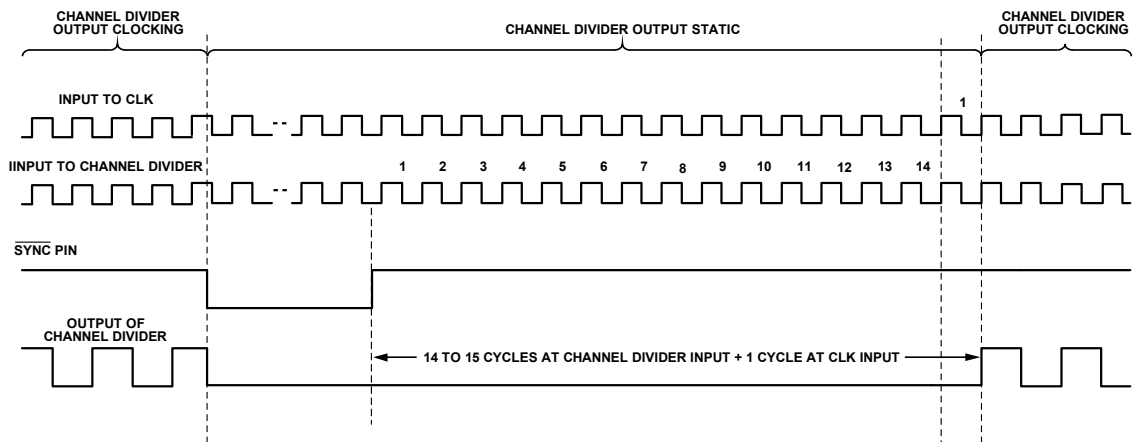 CHANNEL DIVIDER
OUTPUT CLOCKING
CHANNEL DIVIDER OUTPUT STATIC
CHANNEL DIVIDER
OUTPUT CLOCKING
INPUT TO CLK
1
IINPUT TO CHANNEL DIVIDER
1 2 3 4 5 6 7 8 9 10 11 12 13 14
SYNC PIN
OUTPUT OF
CHANNEL DIVIDER
14 TO 15 CYCLES AT CHANNEL DIVIDER INPUT + 1 CYCLE AT CLK INPUT